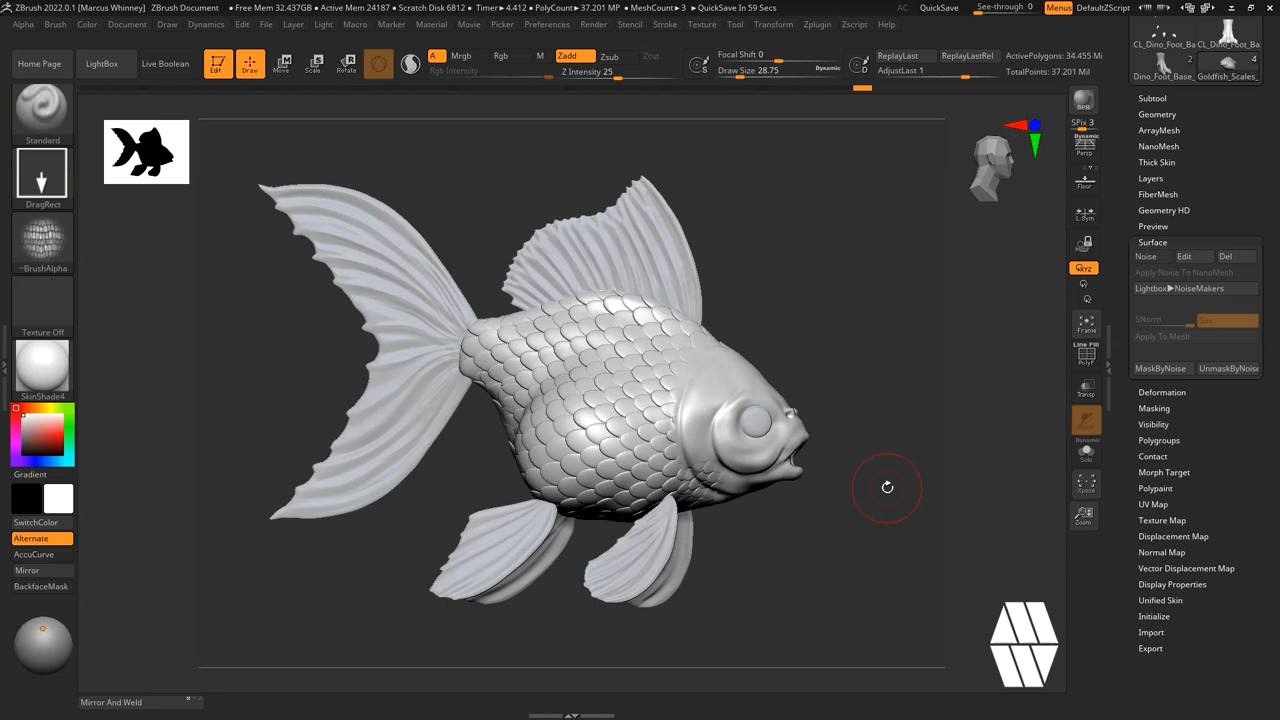 ZBrush 2022.0.1 [Marcus Whinney] ZBrush Document ● Free Mem 32.437GB ● Active Mem 24187 ● Scratch Disk 6812 ● Timer▸4.412 ● PolyCount▸37.201 MP ● MeshCount▸3 ● QuickSave In 59 Secs AC QuickSave See-through 0 Menus DefaultZScript
Alpha Brush Color Document Draw Dynamics Edit File Layer Light Macro Marker Material Movie Picker Preferences Render Stencil Stroke Texture Tool Transform Zplugin Zscript Help
Home Page LightBox Live Boolean Edit Draw Move Scale Rotate
A Mrgb Rgb M Zadd Zsub Zcut
Rgb Intensity Z Intensity 25
Focal Shift 0
Draw Size 28.75 Dynamic
S D
ReplayLast ReplayLastRel ActivePoints: 34.455 Mi
AdjustLast 1 TotalPoints: 37.201 Mil
CL_Dino_Foot_Ba CL_Dino_Foot_Ba
2 4
Dino_Foot_Base_ Goldfish_Scales_
Standard
DragRect
~BrushAlpha
Texture Off
SkinShade4
Gradient
SwitchColor
Alternate
AccuCurve
Mirror
BackfaceMask
Mirror And Weld
BPR
SPix 3
Dynamic
Persp
Floor
L.Sym
XYZ
Frame
Line Fill
PolyF
Transp
Ghost
Dynamic
Solo
Xpose
Zoom
Subtool
Geometry
ArrayMesh
NanoMesh
Thick Skin
Layers
FiberMesh
Geometry HD
Preview
Surface
Noise Edit Del
Apply Noise To NanoMesh
Lightbox▸NoiseMakers
SNorm Suv
Apply To Mesh
MaskByNoise UnmaskByNoise
Deformation
Masking
Visibility
Polygroups
Contact
Morph Target
Polypaint
UV Map
Texture Map
Displacement Map
Normal Map
Vector Displacement Map
Display Properties
Unified Skin
Initialize
Import
Export